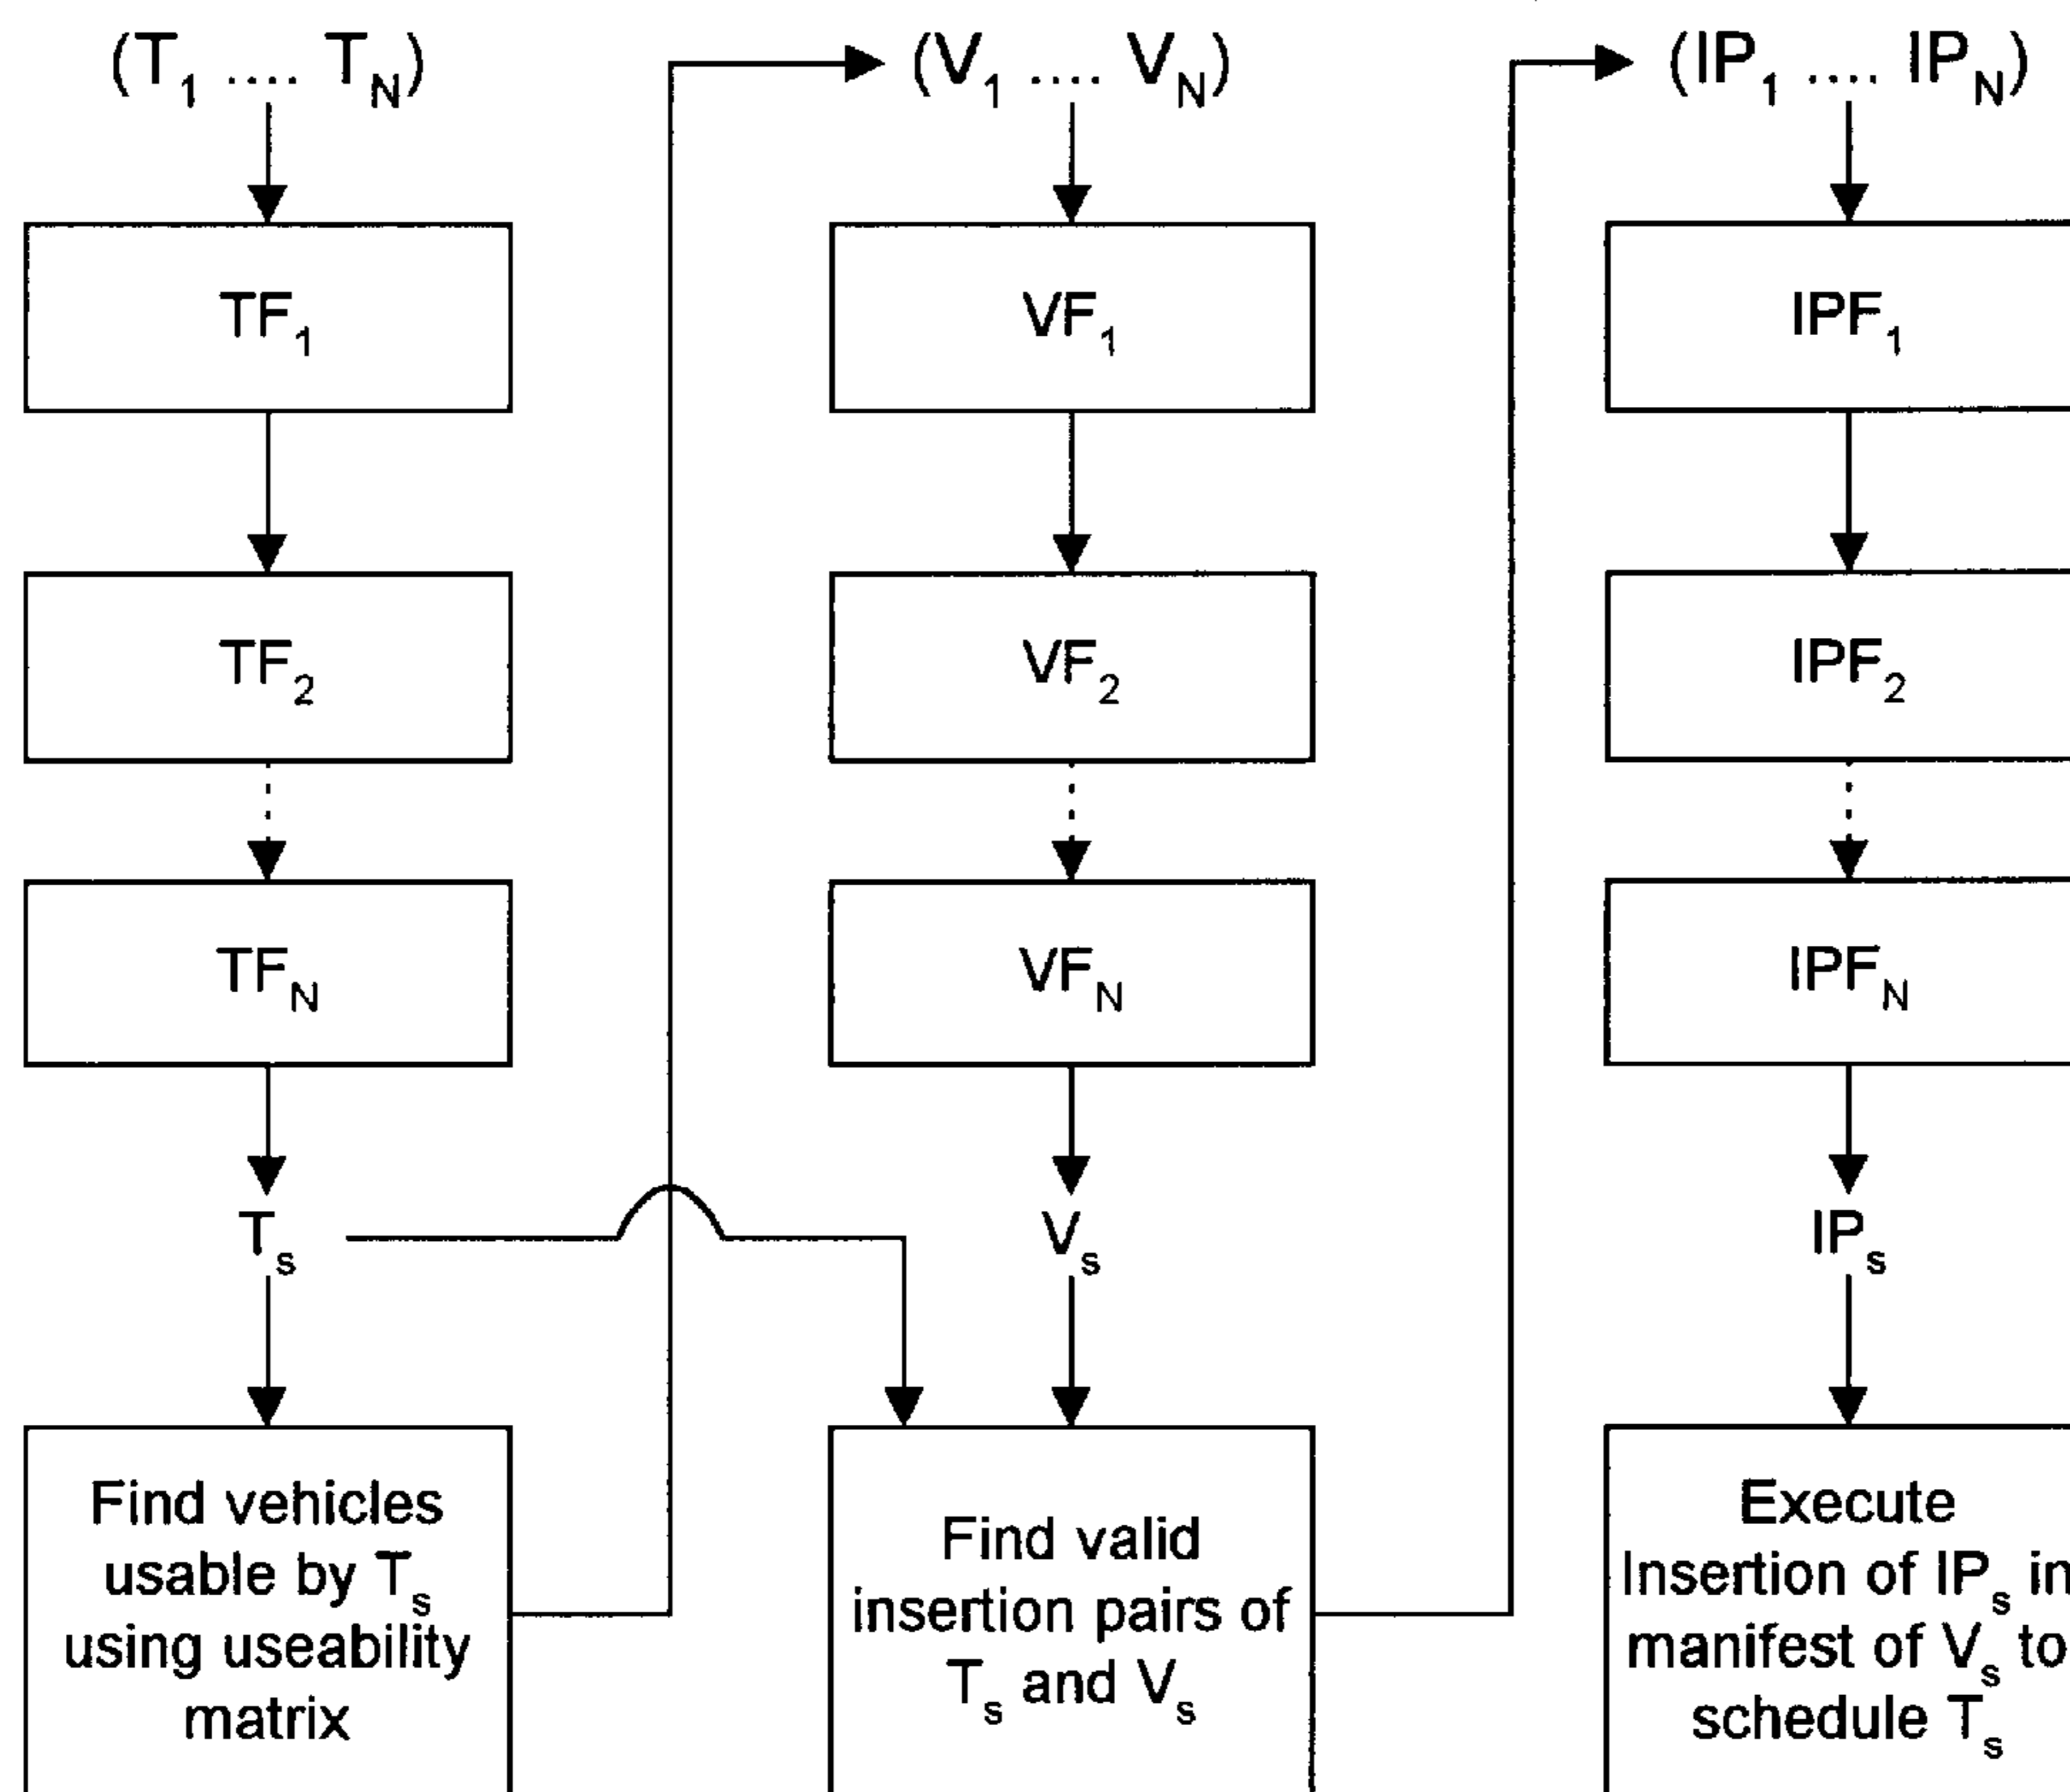 (T1 .... TN)
TF1
TF2
TFN
Ts
Find vehicles
usable by Ts
using useability
matrix
(V1 .... VN)
VF1
VF2
VFN
Vs
Find valid
insertion pairs of
Ts and Vs
(IP1 .... IPN)
IPF1
IPF2
IPFN
IPs
Execute
Insertion of IPs in
manifest of Vs to
schedule Ts